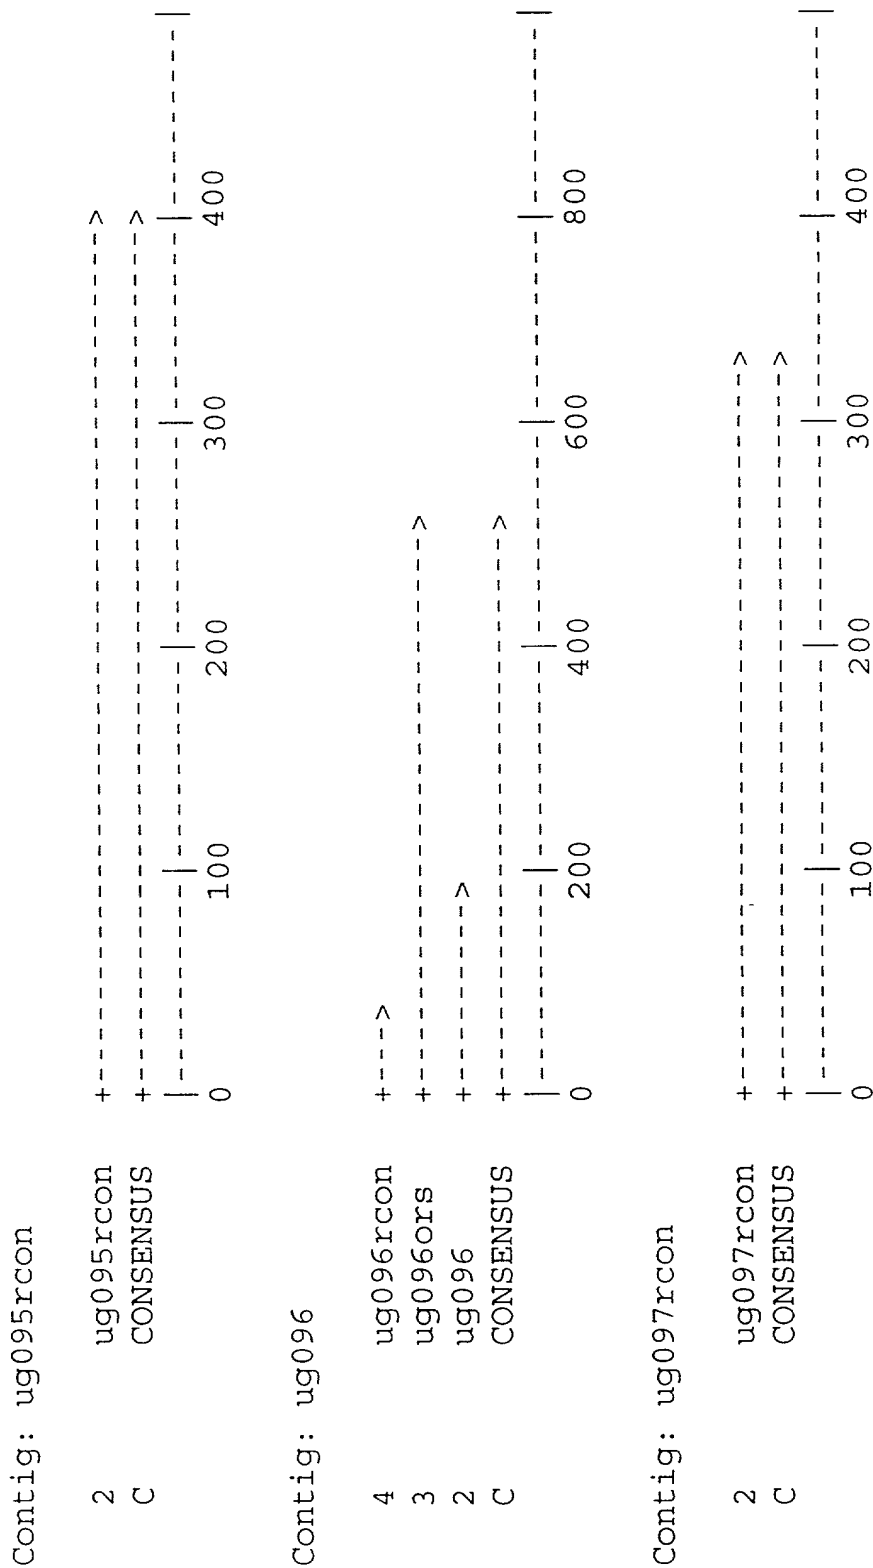 Contig: ug095rcon
2 ug095rcon +------------------------------------->
C CONSENSUS +------------------------------------->
|---------|---------|---------|--------|--------|
0 100 200 300 400
Contig: ug096
4 ug096rcon +--->
3 ug096ors +------------------------>
2 ug096 +-------->
C CONSENSUS +------------------------>
|---------|---------|---------|--------|--------|
0 200 400 600 800
Contig: ug097rcon
2 ug097rcon +-------------------------------->
C CONSENSUS +-------------------------------->
|---------|---------|---------|--------|--------|
0 100 200 300 400